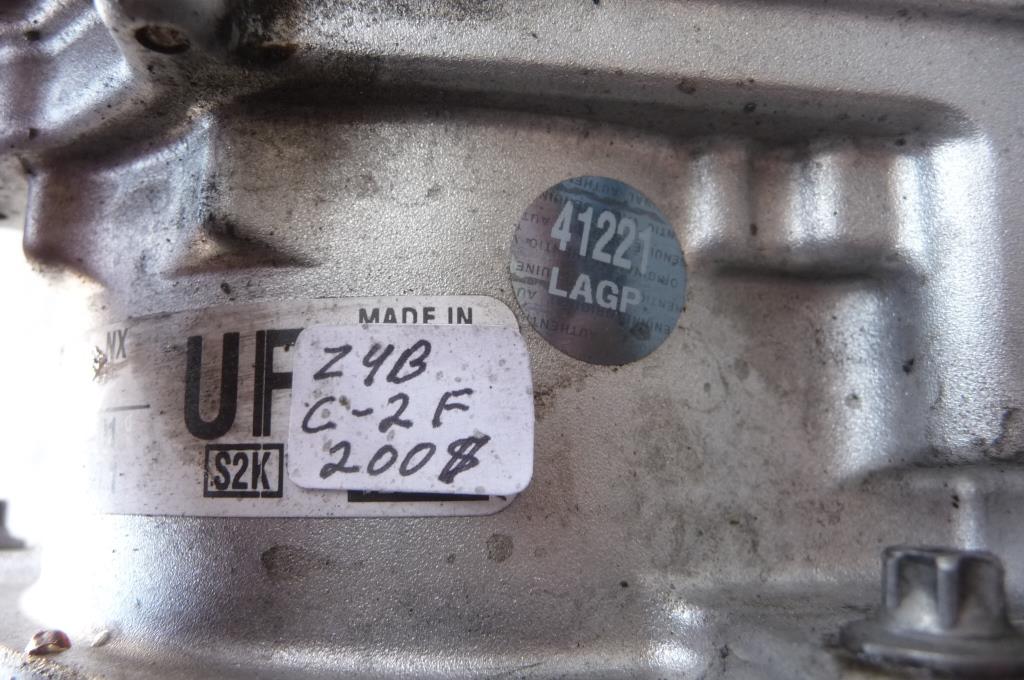 41221
LAGP
MADE IN
NX
UF
S2K
Z4B
C-2F
2008